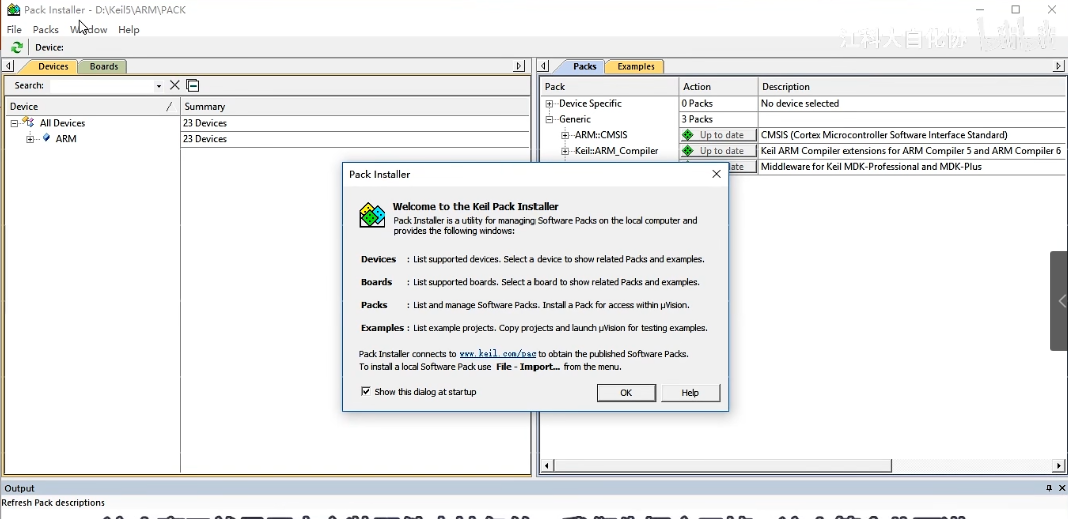 Pack Installer - D:\Keil5\ARM\PACK
File Packs Window Help
江科大自化协
Device:
Devices Boards
Packs Examples
Search:
Pack Action Description
Device / Summary
Device Specific 0 Packs No device selected
All Devices 23 Devices
Generic 3 Packs
ARM 23 Devices
ARM::CMSIS Up to date CMSIS (Cortex Microcontroller Software Interface Standard)
Keil::ARM_Compiler Up to date Keil ARM Compiler extensions for ARM Compiler 5 and ARM Compiler 6
date Middleware for Keil MDK-Professional and MDK-Plus
Pack Installer
Welcome to the Keil Pack Installer
Pack Installer is a utility for managing Software Packs on the local computer and
provides the following windows:
Devices : List supported devices. Select a device to show related Packs and examples.
Boards : List supported boards. Select a board to show related Packs and examples.
Packs : List and manage Software Packs. Install a Pack for access within µVision.
Examples : List example projects. Copy projects and launch µVision for testing examples.
Pack Installer connects to www.keil.com/pac to obtain the published Software Packs.
To install a local Software Pack use File - Import... from the menu.
Show this dialog at startup
OK Help
Output
Refresh Pack descriptions